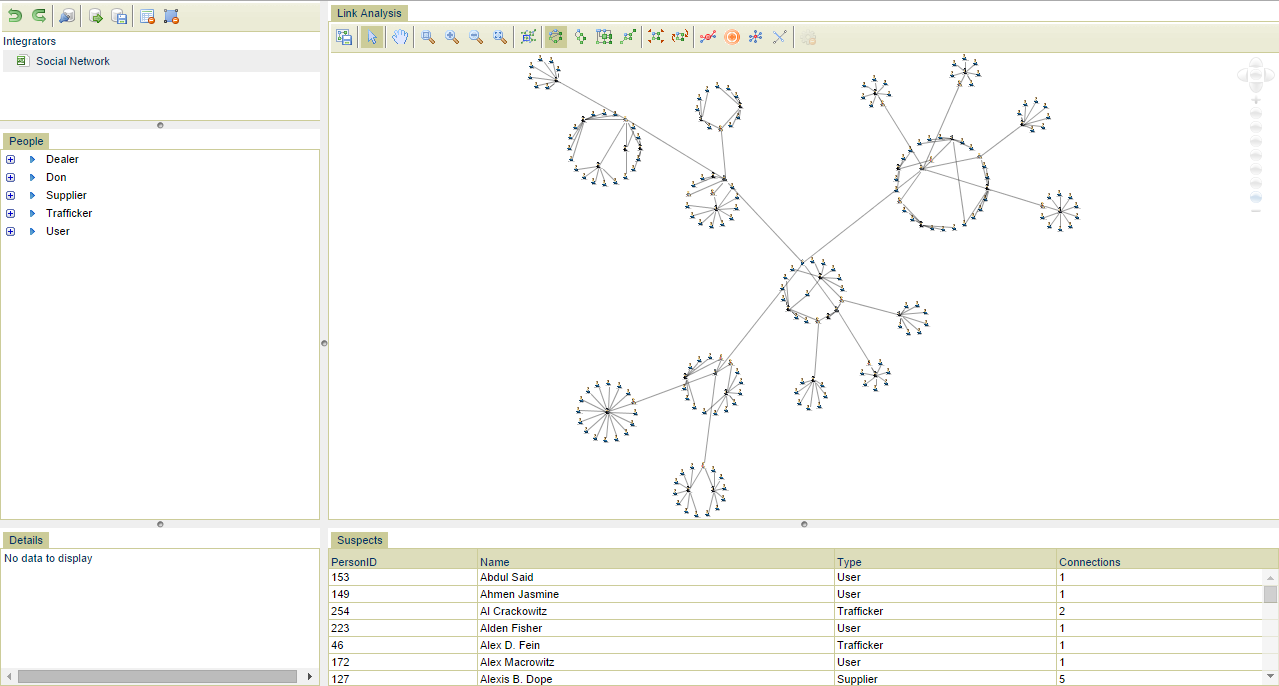 Link Analysis
Integrators
Social Network
People
Dealer
Don
Supplier
Trafficker
User
Details
No data to display
Suspects
PersonID Name Type Connections
153 Abdul Said User 1
149 Ahmen Jasmine User 1
254 Al Crackowitz Trafficker 2
223 Alden Fisher User 1
46 Alex D. Fein Trafficker 1
172 Alex Macrowitz User 1
127 Alexis B. Dope Supplier 5